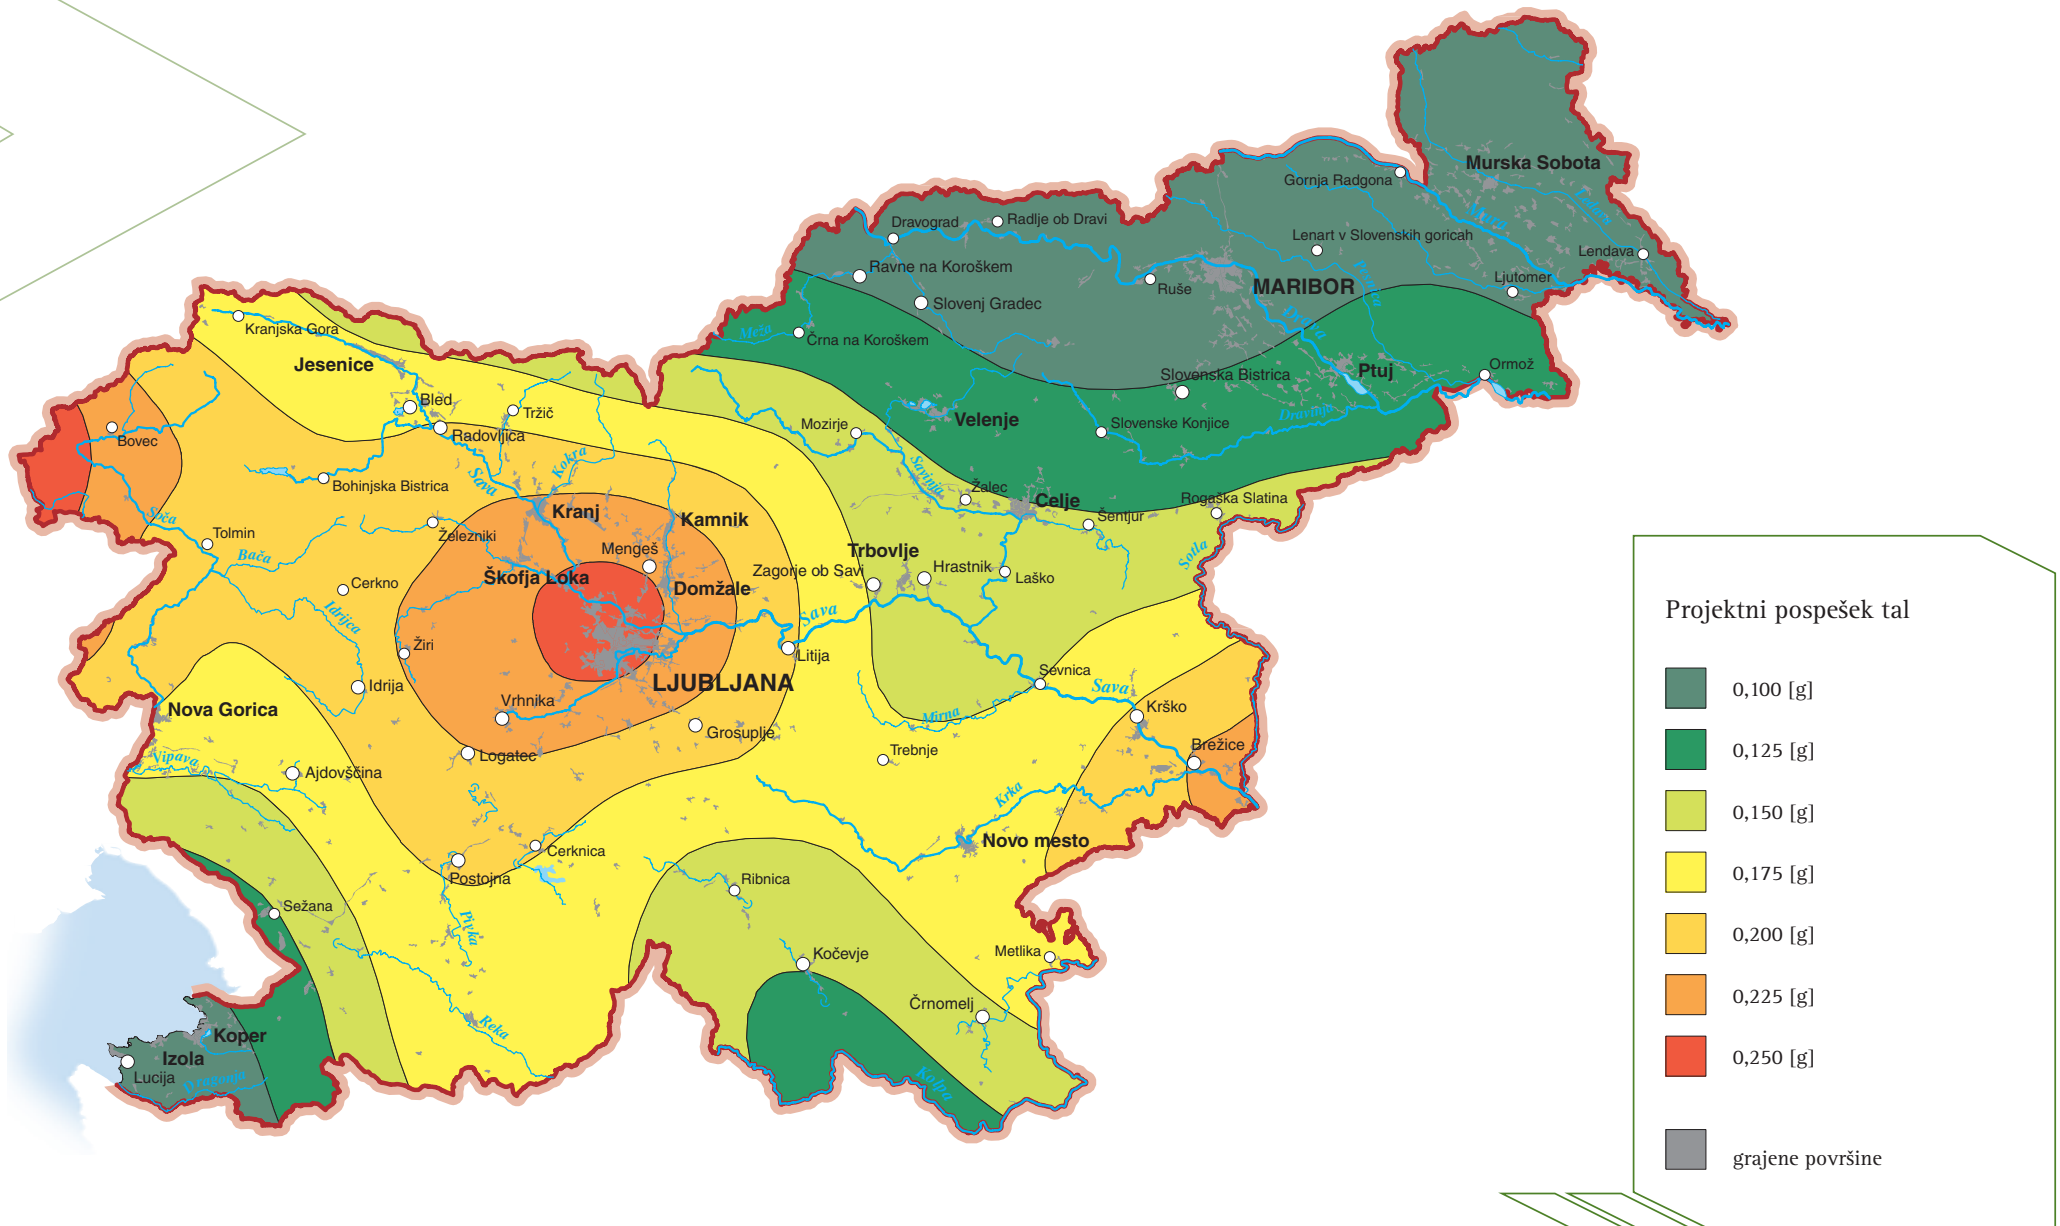 Murska Sobota
Gornja Radgona
Mura
Ledava
Dravograd
Radlje ob Dravi
Lenart v Slovenskih goricah
Lendava
Ravne na Koroškem
Ljutomer
Ruše
MARIBOR
Pesnica
Slovenj Gradec
Drava
Kranjska Gora
Meža
Črna na Koroškem
Jesenice
Ormož
Ptuj
Slovenska Bistrica
Bled
Tržič
Velenje
Dravinja
Mozirje
Slovenske Konjice
Bovec
Radovljica
Kokra
Sava
Savinja
Bohinjska Bistrica
Žalec
Celje
Rogaška Slatina
Soča
Kranj
Kamnik
Šentjur
Tolmin
Železniki
Bača
Mengeš
Trbovlje
Sotla
Škofja Loka
Zagorje ob Savi
Hrastnik
Laško
Cerkno
Domžale
Idrijca
Sava
Žiri
Litija
Sevnica
Idrija
LJUBLJANA
Sava
Vrhnika
Krško
Nova Gorica
Mirna
Grosuplje
Brežice
Logatec
Trebnje
Vipava
Ajdovščina
Krka
Novo mesto
Cerknica
Postojna
Ribnica
Sežana
Pivka
Metlika
Kočevje
Črnomelj
Reka
Koper
Izola
Lucija
Dragonja
Kolpa
Projektni pospešek tal
0,100 [g]
0,125 [g]
0,150 [g]
0,175 [g]
0,200 [g]
0,225 [g]
0,250 [g]
grajene površine